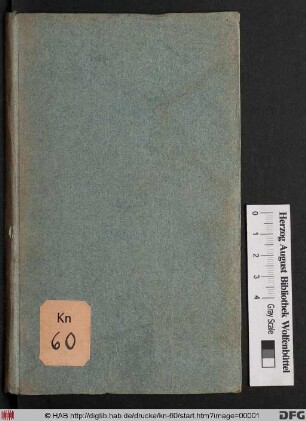 Kn
60
0 1 2 3 4
Herzog August Bibliothek Wolfenbüttel
Gray Scale
© HAB http://diglib.hab.de/drucke/kn-60/start.htm?image=00001
DFG